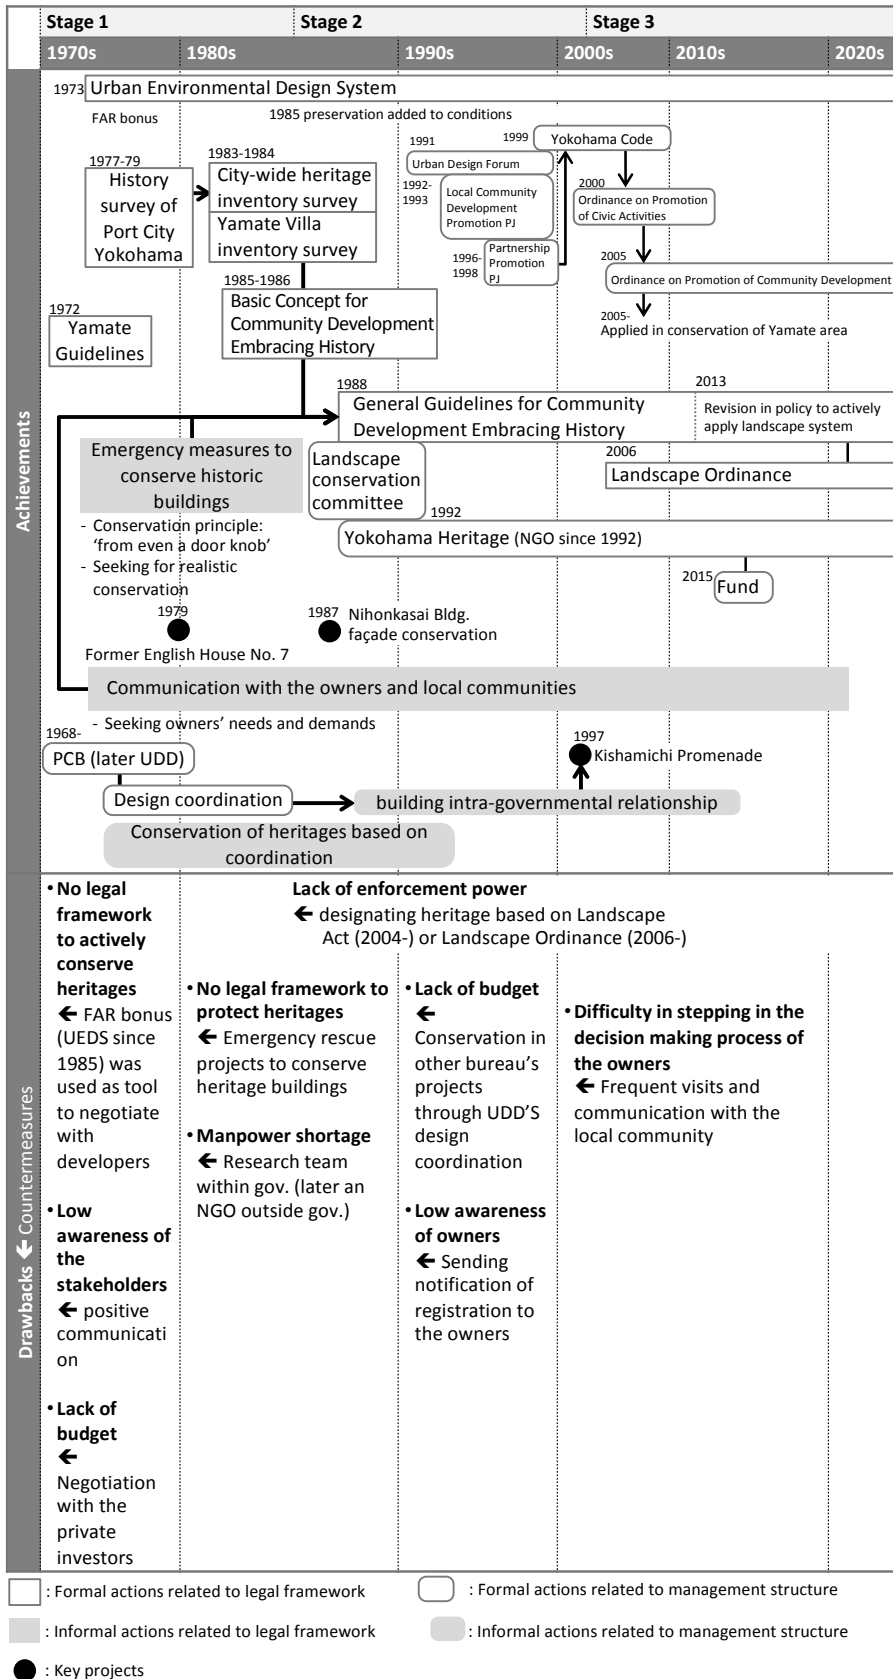 Stage 1
Stage 2
Stage 3
1970s
1980s
1990s
2000s
2010s
2020s
Achievements
1973
Urban Environmental Design System
FAR bonus
1985 preservation added to conditions
1977-79
History
survey of
Port City
Yokohama
1983-1984
City-wide heritage
inventory survey
Yamate Villa
inventory survey
1991
Urban Design Forum
1992-
1993
Local Community
Development
Promotion PJ
1996-
1998
Partnership
Promotion
PJ
1999
Yokohama Code
2000
Ordinance on Promotion
of Civic Activities
2005
Ordinance on Promotion of Community Development
2005-
Applied in conservation of Yamate area
1985-1986
Basic Concept for
Community Development
Embracing History
1972
Yamate
Guidelines
1988
General Guidelines for Community
Development Embracing History
2013
Revision in policy to actively
apply landscape system
2006
Landscape Ordinance
Emergency measures to
conserve historic
buildings
- Conservation principle:
'from even a door knob'
- Seeking for realistic
conservation
Landscape
conservation
committee
1992
Yokohama Heritage (NGO since 1992)
2015
Fund
1979
Former English House No. 7
1987
Nihonkasai Bldg.
façade conservation
Communication with the owners and local communities
- Seeking owners' needs and demands
1968-
PCB (later UDD)
Design coordination
building intra-governmental relationship
1997
Kishamichi Promenade
Conservation of heritages based on
coordination
Drawbacks 🡰 Countermeasures
• No legal
framework
to actively
conserve
heritages
🡰 FAR bonus
(UEDS since
1985) was
used as tool
to negotiate
with
developers
• Low
awareness of
the
stakeholders
🡰 positive
communicati
on
• Lack of
budget
🡰
Negotiation
with the
private
investors
Lack of enforcement power
🡰 designating heritage based on Landscape
Act (2004-) or Landscape Ordinance (2006-)
• No legal framework to
protect heritages
🡰 Emergency rescue
projects to conserve
heritage buildings
• Manpower shortage
🡰 Research team
within gov. (later an
NGO outside gov.)
• Lack of budget
🡰
Conservation in
other bureau's
projects
through UDD'S
design
coordination
• Low awareness
of owners
🡰 Sending
notification of
registration to
the owners
• Difficulty in stepping in the
decision making process of
the owners
🡰 Frequent visits and
communication with the
local community
: Formal actions related to legal framework
: Formal actions related to management structure
: Informal actions related to legal framework
: Informal actions related to management structure
: Key projects